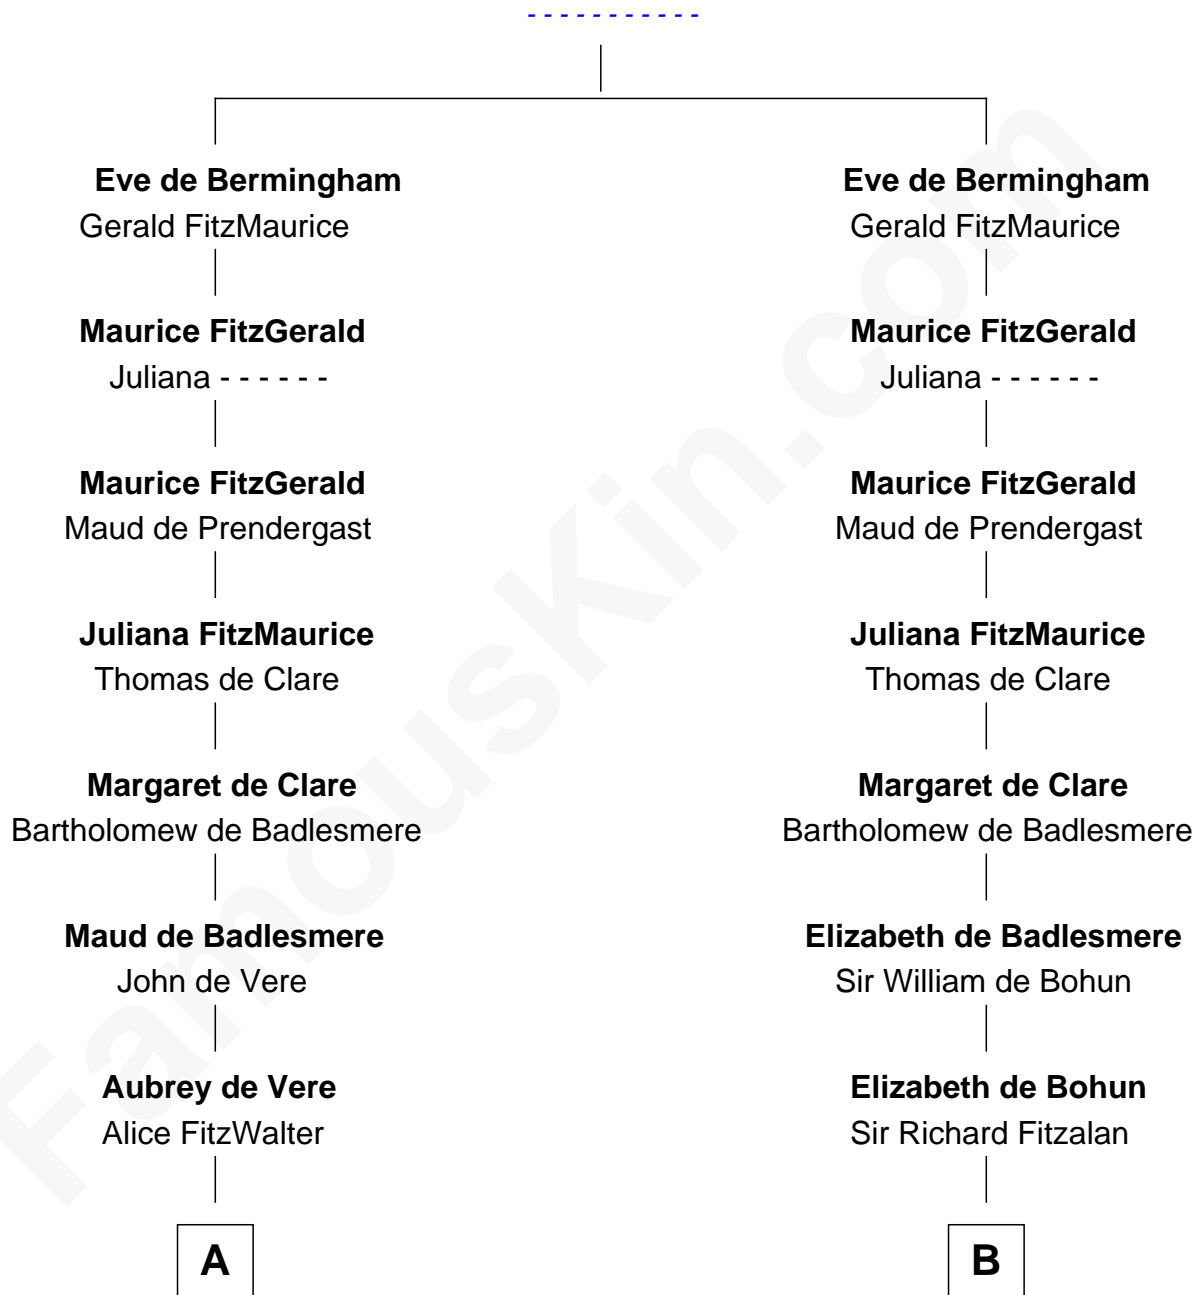 - - - - - - - - - - -
Eve de Bermingham Eve de Bermingham
Gerald FitzMaurice Gerald FitzMaurice
Maurice FitzGerald Maurice FitzGerald
Juliana - - - - - - Juliana - - - - - -
Maurice FitzGerald Maurice FitzGerald
Maud de Prendergast Maud de Prendergast
Juliana FitzMaurice Juliana FitzMaurice
Thomas de Clare Thomas de Clare
Margaret de Clare Margaret de Clare
Bartholomew de Badlesmere Bartholomew de Badlesmere
Maud de Badlesmere Elizabeth de Badlesmere
John de Vere Sir William de Bohun
Aubrey de Vere Elizabeth de Bohun
Alice FitzWalter Sir Richard Fitzalan
A B
FamousKin.com